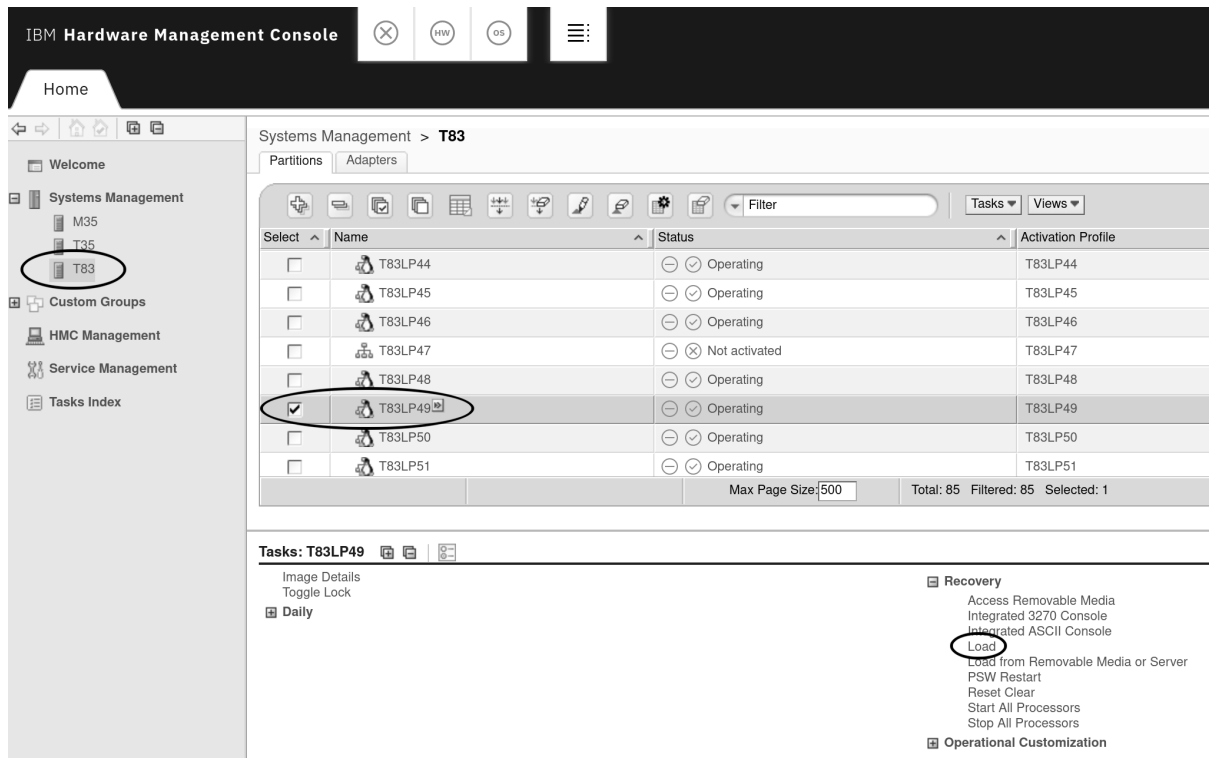 IBM Hardware Management Console
HW
OS
Home
Systems Management > T83
Partitions Adapters
Welcome
Systems Management
M35
T35
T83
Custom Groups
HMC Management
Service Management
Tasks Index
Filter Tasks Views
Select Name Status Activation Profile
T83LP44 Operating T83LP44
T83LP45 Operating T83LP45
T83LP46 Operating T83LP46
T83LP47 Not activated T83LP47
T83LP48 Operating T83LP48
T83LP49 Operating T83LP49
T83LP50 Operating T83LP50
T83LP51 Operating T83LP51
Max Page Size: 500 Total: 85 Filtered: 85 Selected: 1
Tasks: T83LP49
Image Details
Toggle Lock
Daily
Recovery
Access Removable Media
Integrated 3270 Console
Integrated ASCII Console
Load
Load from Removable Media or Server
PSW Restart
Reset Clear
Start All Processors
Stop All Processors
Operational Customization